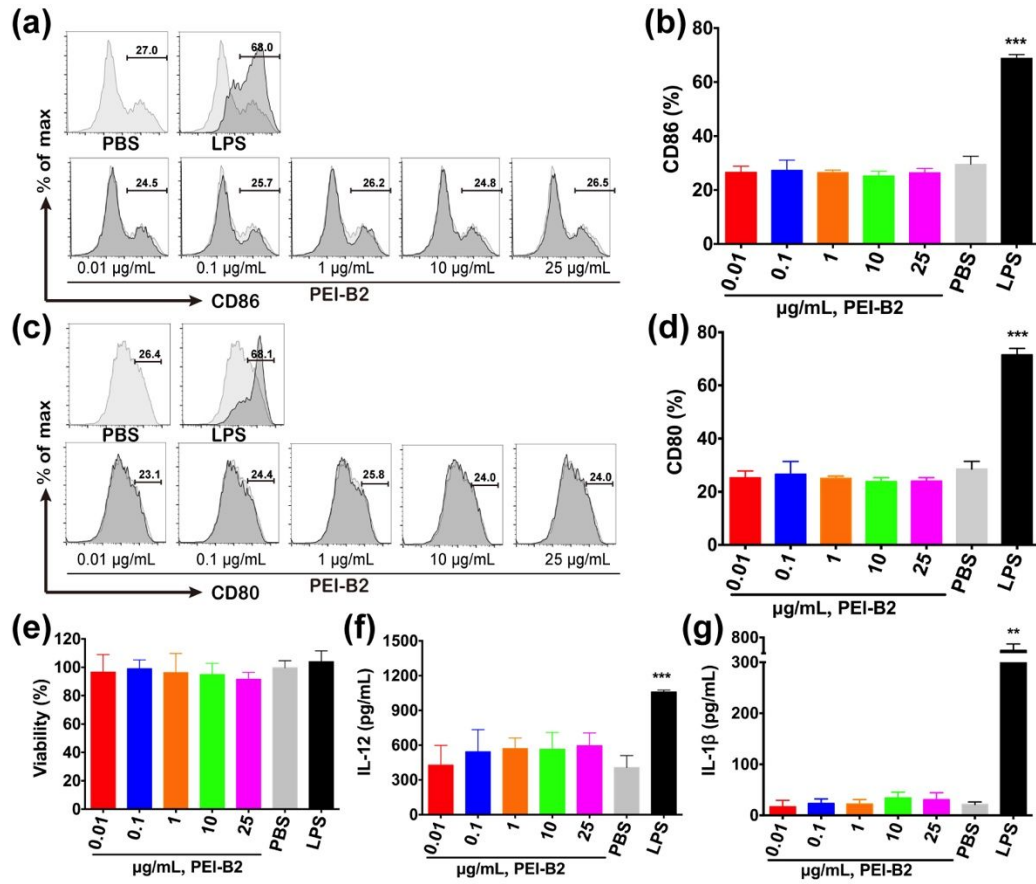 (a)
27.0
68.0
PBS
LPS
% of max
24.5
25.7
26.2
24.8
26.5
0.01 µg/mL
0.1 µg/mL
1 µg/mL
10 µg/mL
25 µg/mL
CD86
PEI-B2
(b)
CD86 (%)
80
60
40
20
0
***
0.01
0.1
1
10
25
PBS
LPS
µg/mL, PEI-B2
(c)
26.4
68.1
PBS
LPS
% of max
23.1
24.4
25.8
24.0
24.0
0.01 µg/mL
0.1 µg/mL
1 µg/mL
10 µg/mL
25 µg/mL
CD80
PEI-B2
(d)
CD80 (%)
80
60
40
20
0
***
0.01
0.1
1
10
25
PBS
LPS
µg/mL, PEI-B2
(e)
Viability (%)
120
100
80
60
40
20
0
0.01
0.1
1
10
25
PBS
LPS
µg/mL, PEI-B2
(f)
IL-12 (pg/mL)
1500
1200
900
600
300
0
***
0.01
0.1
1
10
25
PBS
LPS
µg/mL, PEI-B2
(g)
IL-1β (pg/mL)
800
300
200
100
50
0
**
0.01
0.1
1
10
25
PBS
LPS
µg/mL, PEI-B2